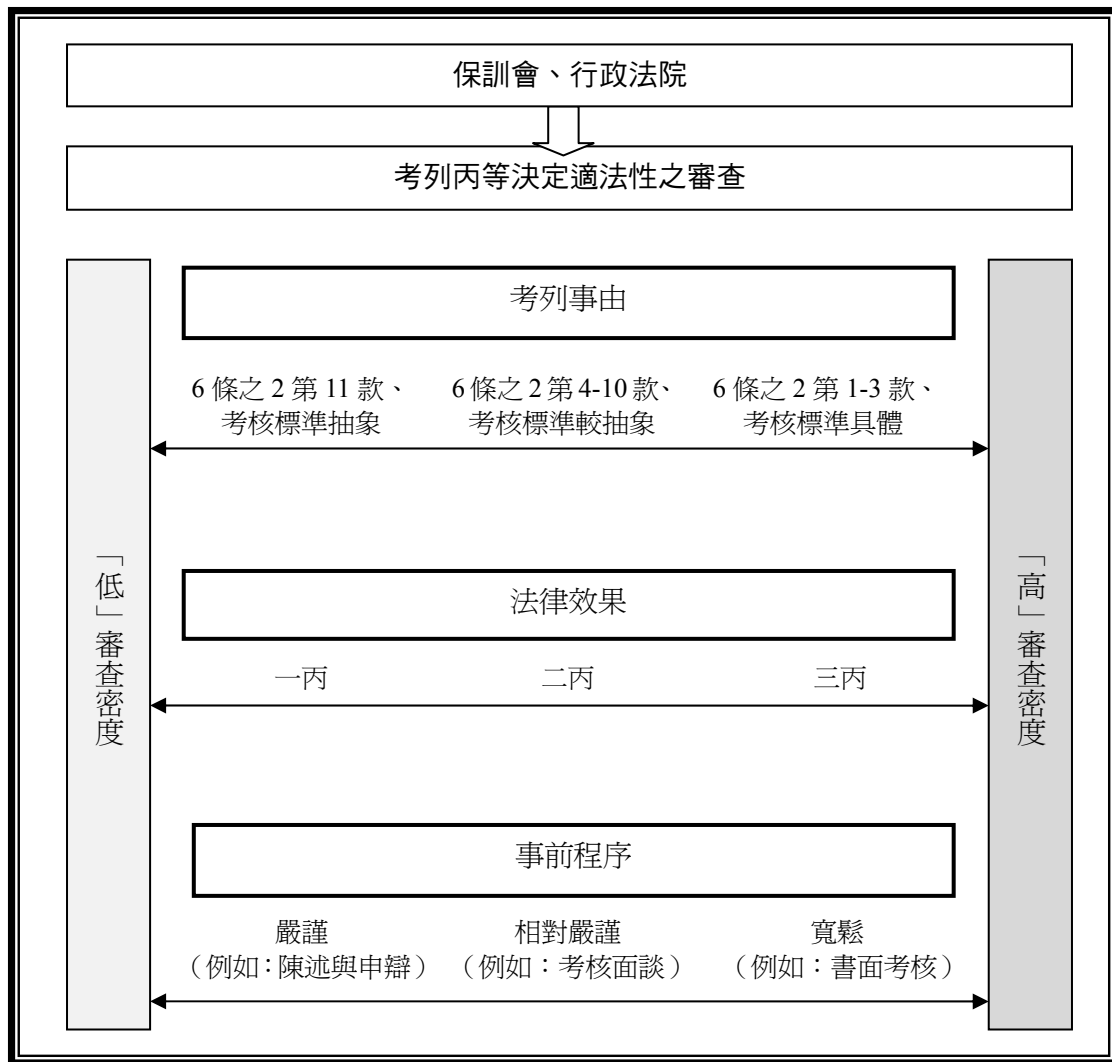 保訓會、行政法院
考列丙等決定適法性之審查
考列事由
6 條之 2 第 11 款、
考核標準抽象
6 條之 2 第 4-10 款、
考核標準較抽象
6 條之 2 第 1-3 款、
考核標準具體
「低」審查密度
「高」審查密度
法律效果
一丙
二丙
三丙
事前程序
嚴謹
（例如：陳述與申辯）
相對嚴謹
（例如：考核面談）
寬鬆
（例如：書面考核）